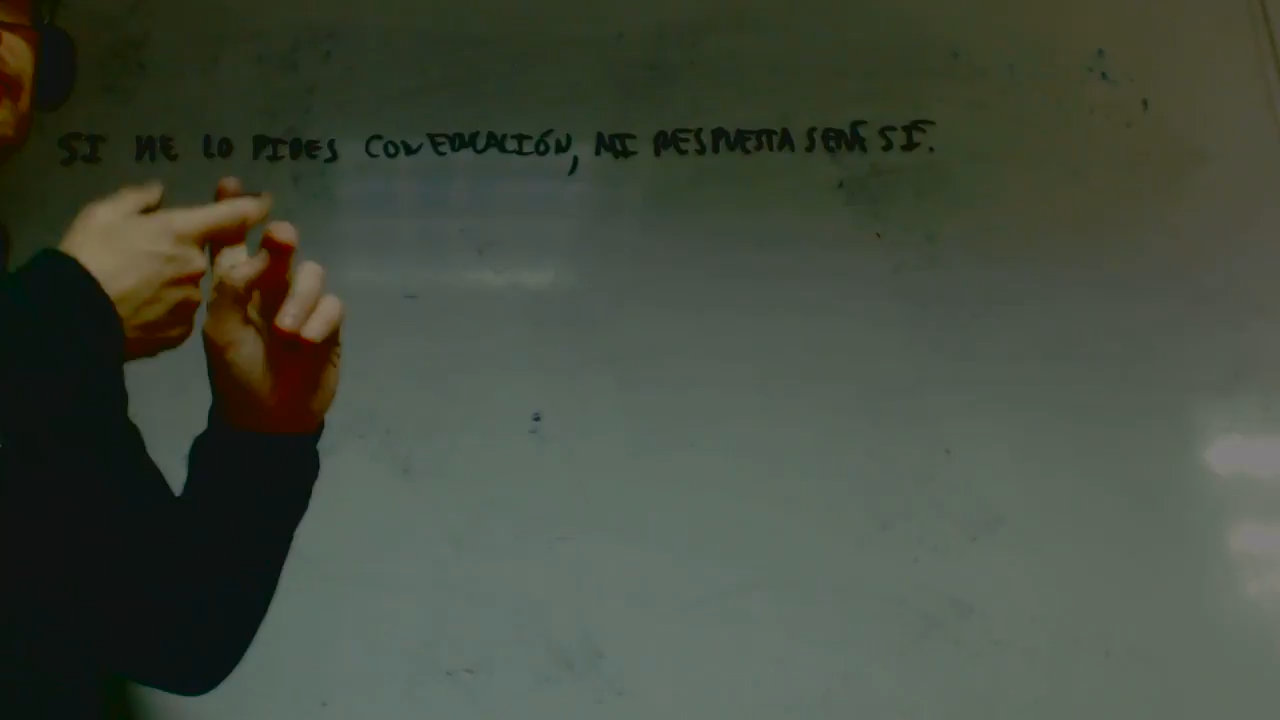 SI ME LO PIDES CON EDUCACIÓN, MI RESPUESTA SERÁ SÍ.